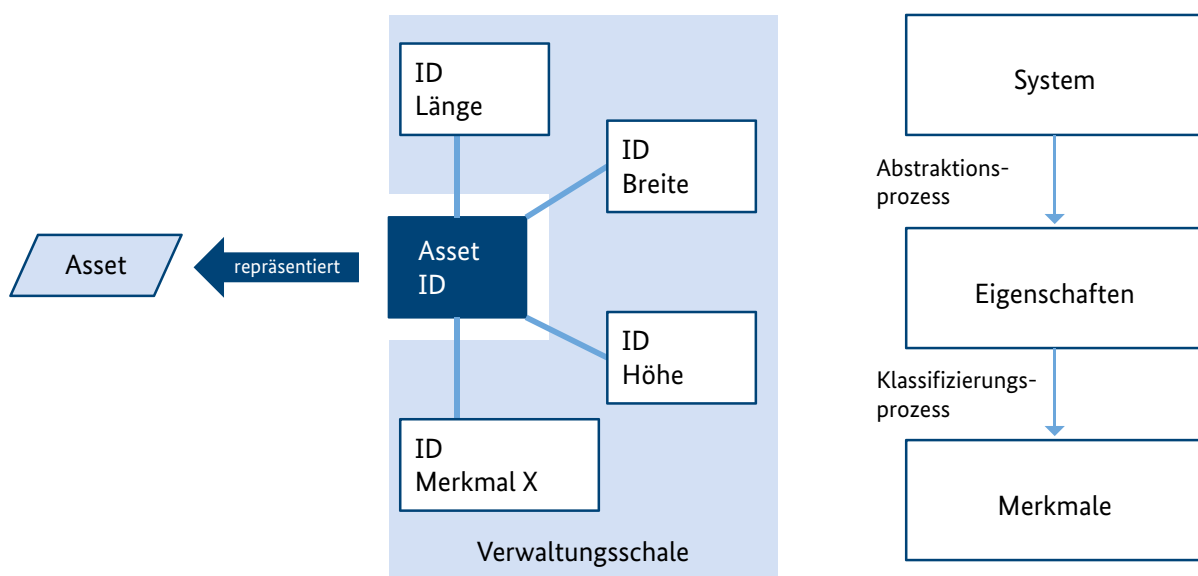 Asset
repräsentiert
Asset
ID
ID
Länge
ID
Breite
ID
Höhe
ID
Merkmal X
Verwaltungsschale
System
Abstraktions-
prozess
Eigenschaften
Klassifizierungs-
prozess
Merkmale